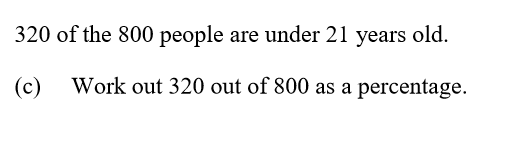 320 of the 800 people are under 21 years old.
(c) Work out 320 out of 800 as a percentage.